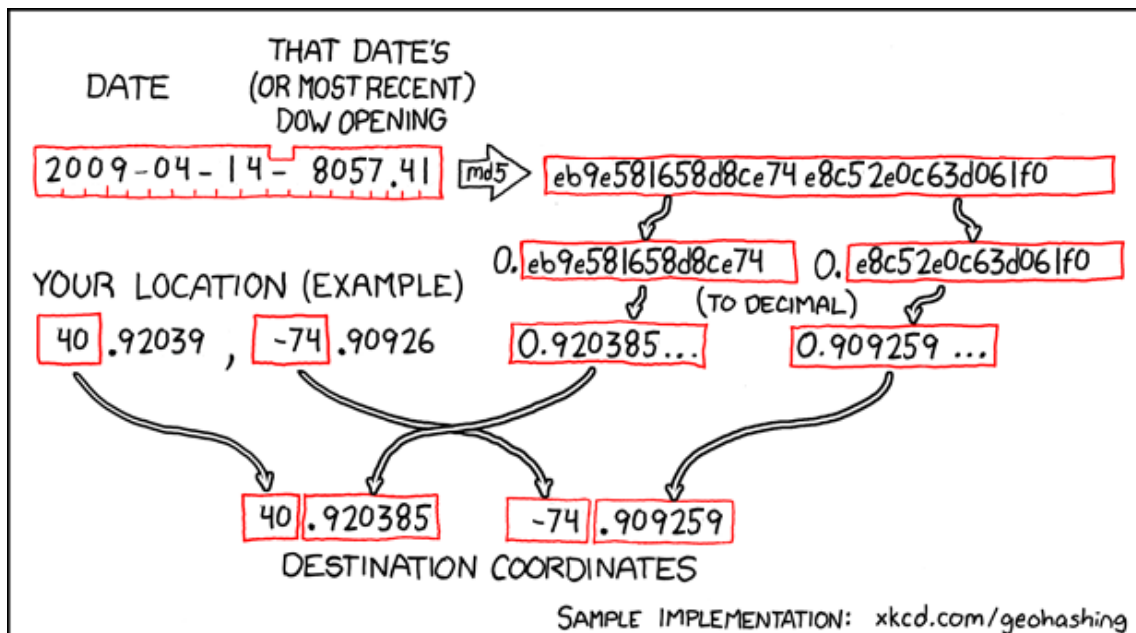 DATE
THAT DATE'S
(OR MOST RECENT)
DOW OPENING
2009-04-14-8057.41
md5
eb9e581658d8ce74e8c52e0c63d061f0
0.eb9e581658d8ce74
0.e8c52e0c63d061f0
(TO DECIMAL)
YOUR LOCATION (EXAMPLE)
40.92039, -74.90926
0.920385...
0.909259...
40.920385
-74.909259
DESTINATION COORDINATES
SAMPLE IMPLEMENTATION: xkcd.com/geohashing